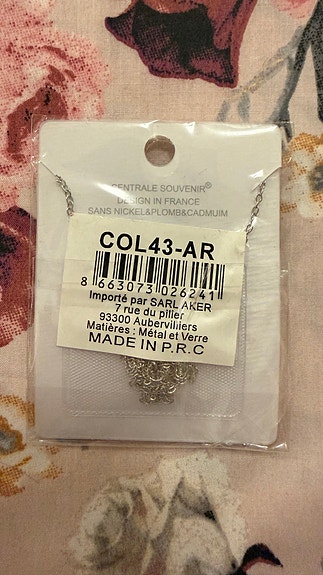 CENTRALE SOUVENIR®
DESIGN IN FRANCE
SANS NICKEL&PLOMB&CADMUIM
COL43-AR
8 663073 026241
Importé par SARL AKER
7 rue du pilier
93300 Aubervilliers
Matières : Métal et Verre
MADE IN P.R.C